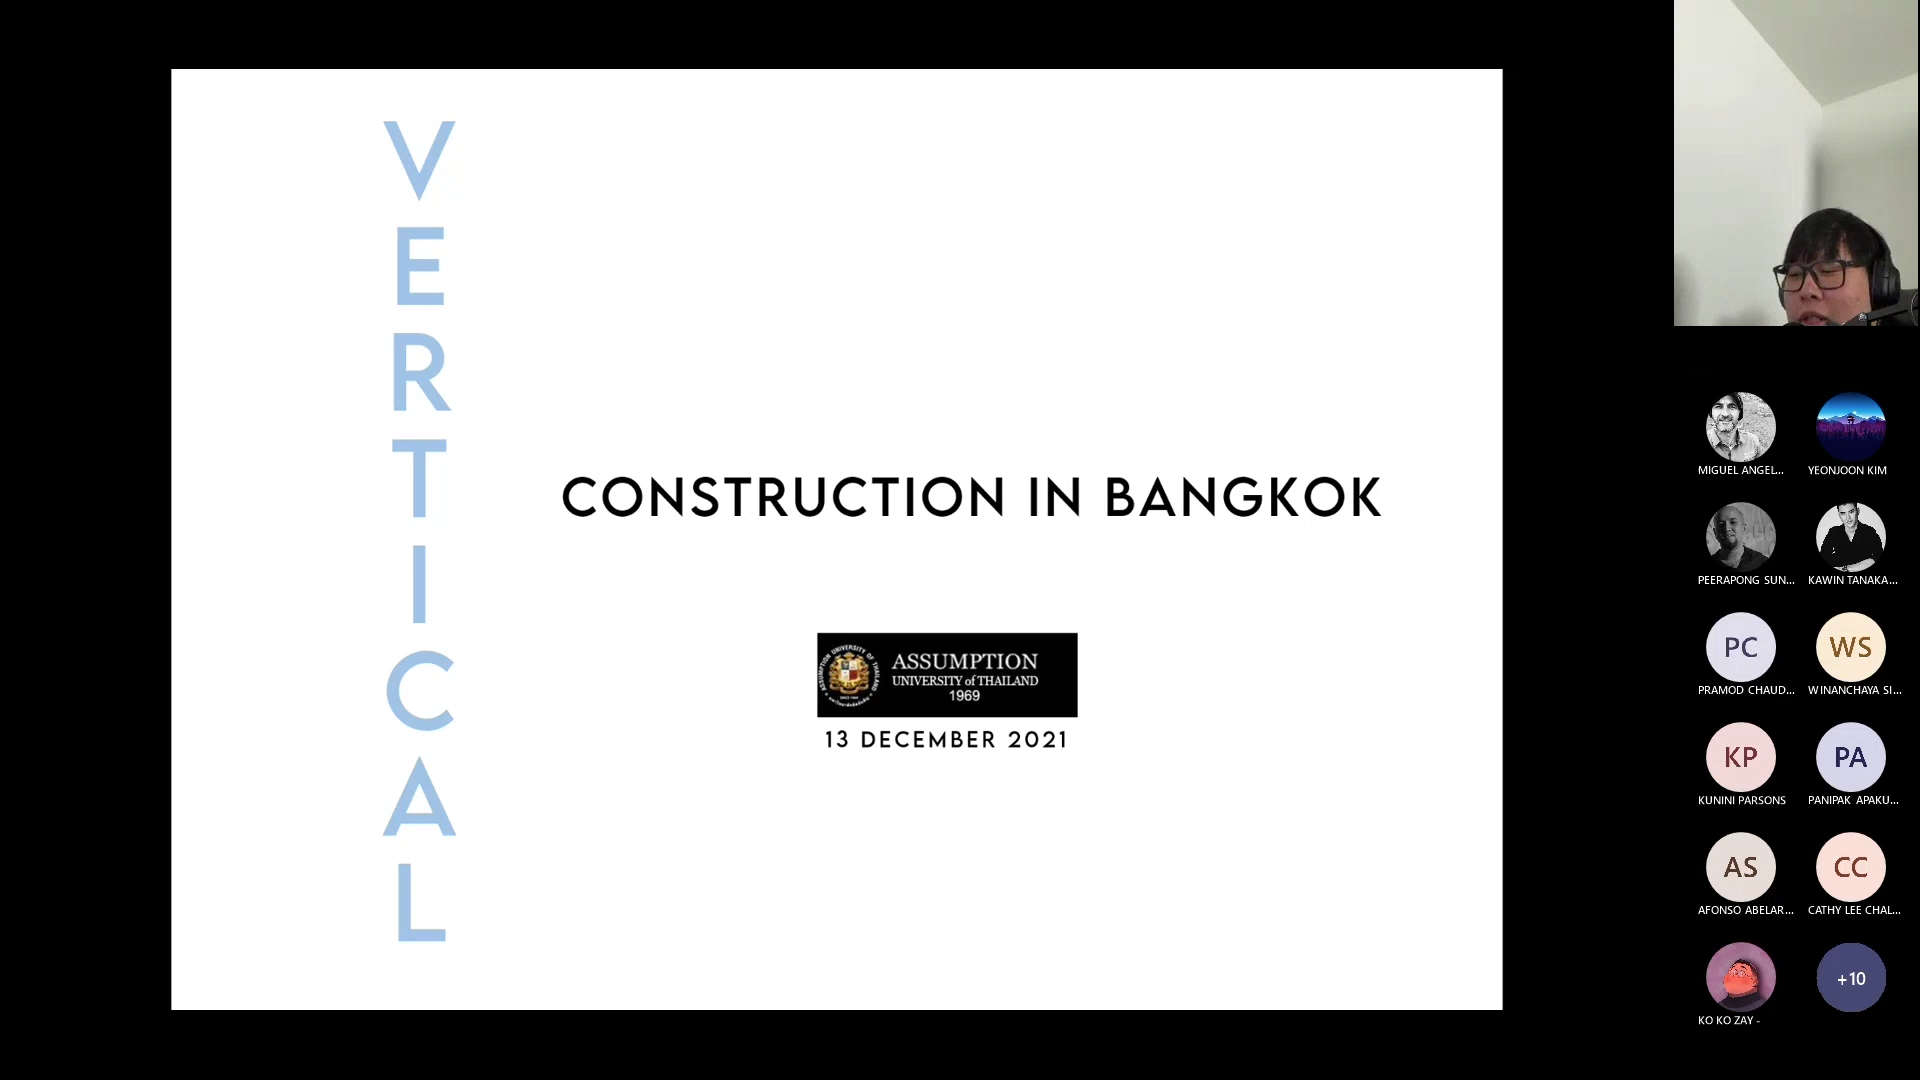 VERTICAL
CONSTRUCTION IN BANGKOK
ASSUMPTION
UNIVERSITY of THAILAND
1969
13 DECEMBER 2021
MIGUEL ANGEL...
YEONJOON KIM
PEERAPONG SUN...
KAWIN TANAKA...
PC
WS
PRAMOD CHAUD...
WINANCHAYA SI...
KP
PA
KUNINI PARSONS
PANIPAK APAKU...
AS
CC
AFONSO ABELAR...
CATHY LEE CHAL...
+10
KO KO ZAY -